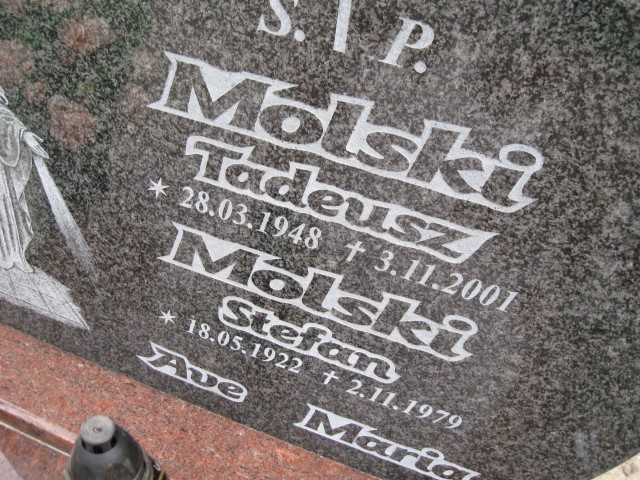 S. P.
Molski
Tadeusz
* 28.03.1948 † 3.11.2001
Molski
Stefan
* 18.05.1922 † 2.11.1979
Ave Maria